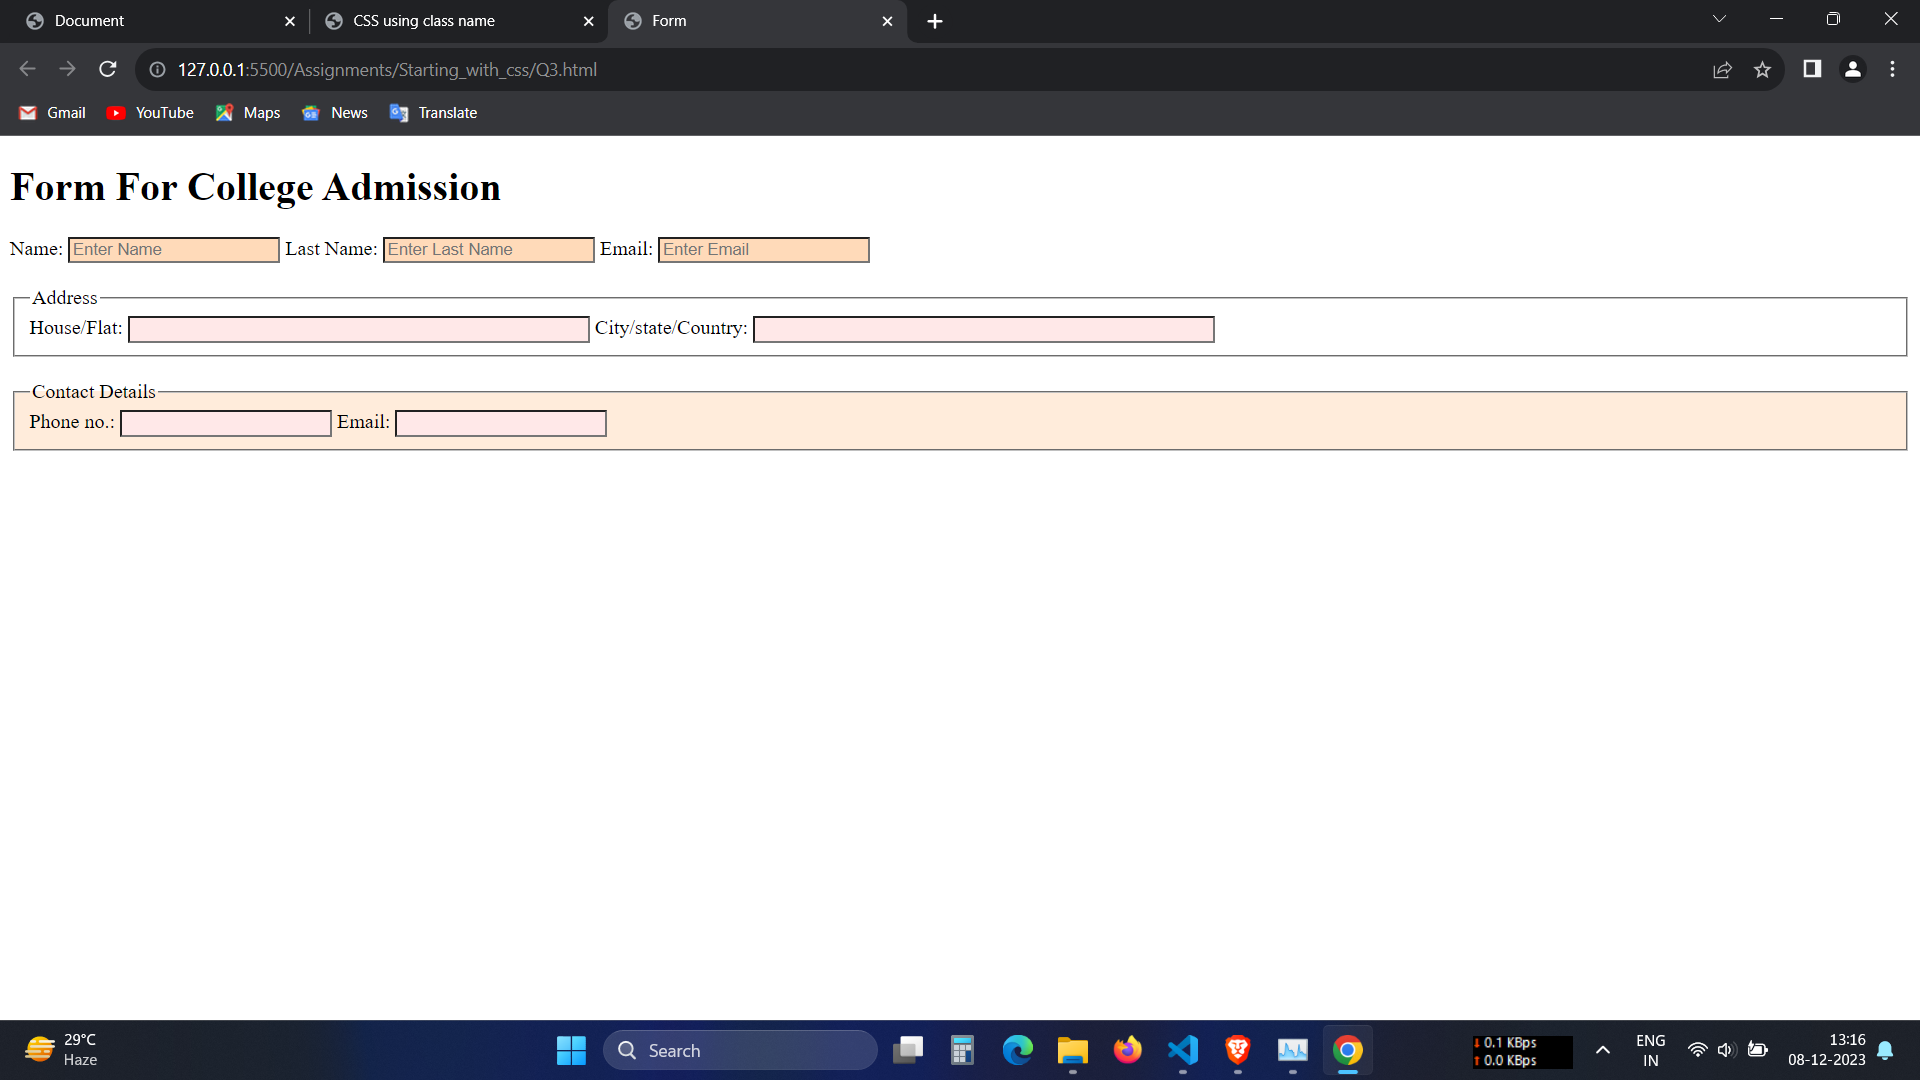 Document
CSS using class name
Form
127.0.0.1:5500/Assignments/Starting_with_css/Q3.html
Gmail
YouTube
Maps
News
Translate
Form For College Admission
Name: Enter Name Last Name: Enter Last Name Email: Enter Email
Address
House/Flat: City/state/Country:
Contact Details
Phone no.: Email:
29°C
Haze
Search
0.1 KBps
0.0 KBps
ENG
IN
13:16
08-12-2023